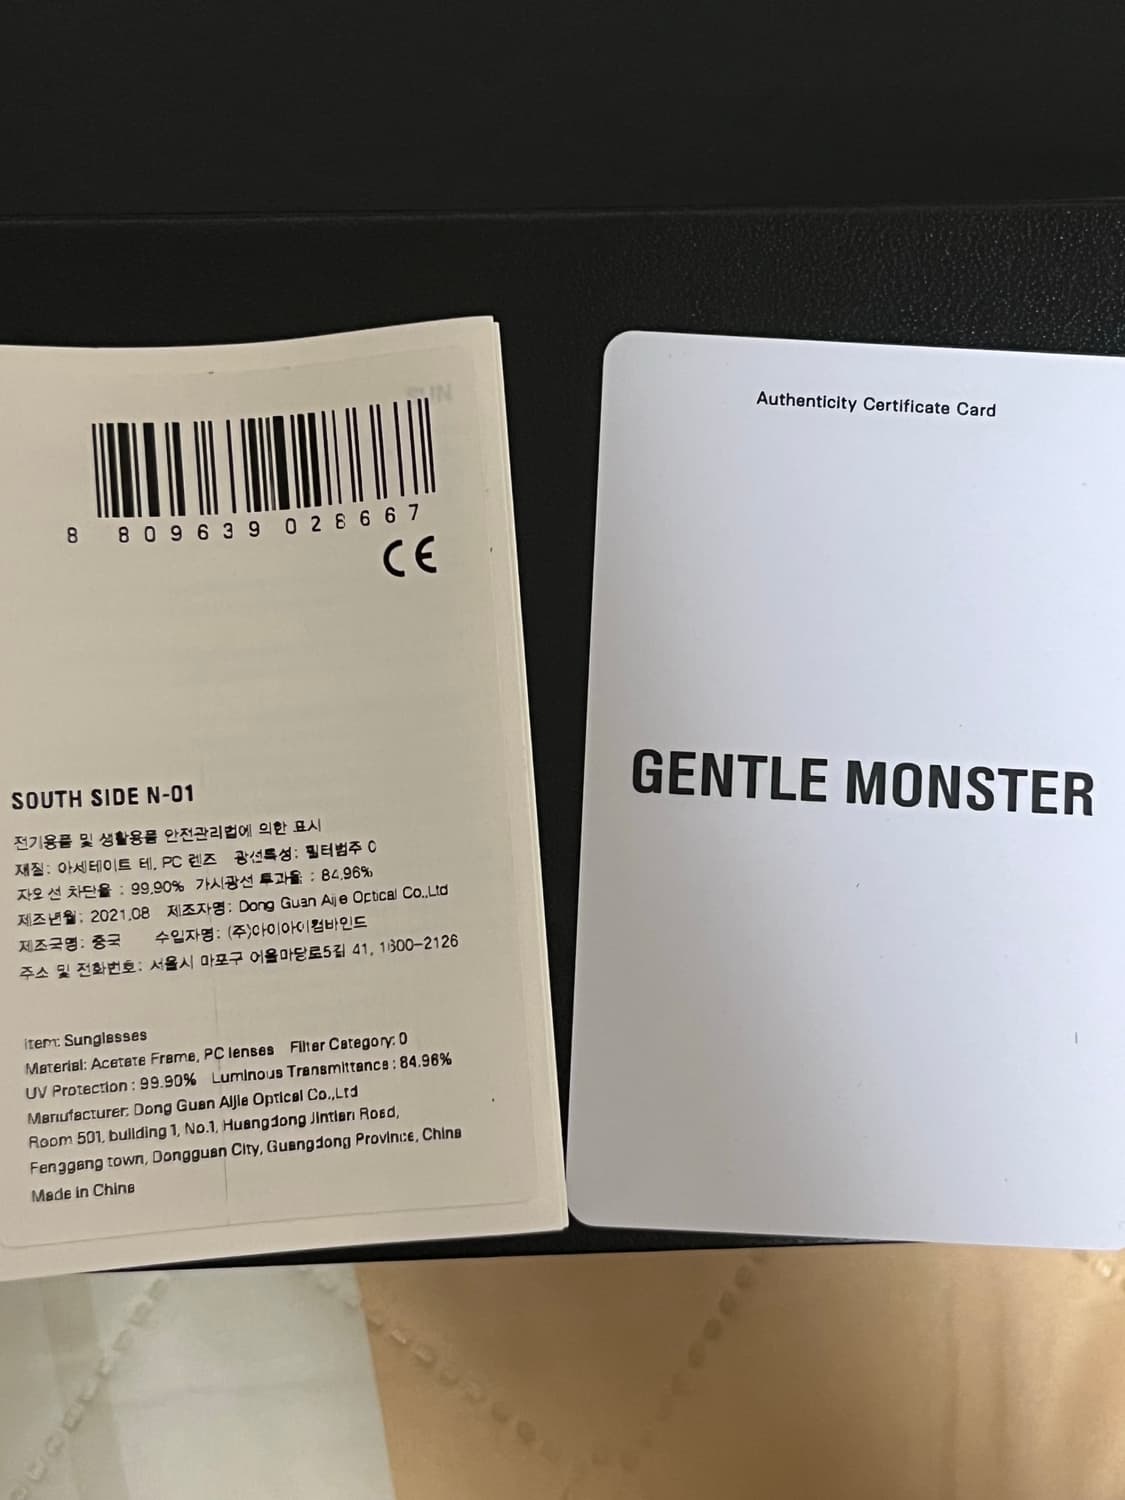 8 809639 028667
CE
SOUTH SIDE N-01
전기용품 및 생활용품 안전관리법에 의한 표시
재질: 아세테이트 테, PC 렌즈 광선특성: 필터범주 0
자외선 차단율 : 99.90% 가시광선 투과율 : 84.96%
제조년월: 2021.08 제조자명: Dong Guan Aijie Optical Co.,Ltd
제조국명: 중국 수입자명: (주)아이아이컴바인드
주소 및 전화번호: 서울시 마포구 어울마당로5길 41, 1600-2126
Item: Sunglasses
Material: Acetate Frame, PC lenses Filter Category: 0
UV Protection : 99.90% Luminous Transmittance : 84.96%
Manufacturer: Dong Guan Aijie Optical Co.,Ltd
Room 501, building 1, No.1, Huangdong Jintian Road,
Fenggang town, Dongguan City, Guangdong Province, China
Made in China
Authenticity Certificate Card
GENTLE MONSTER